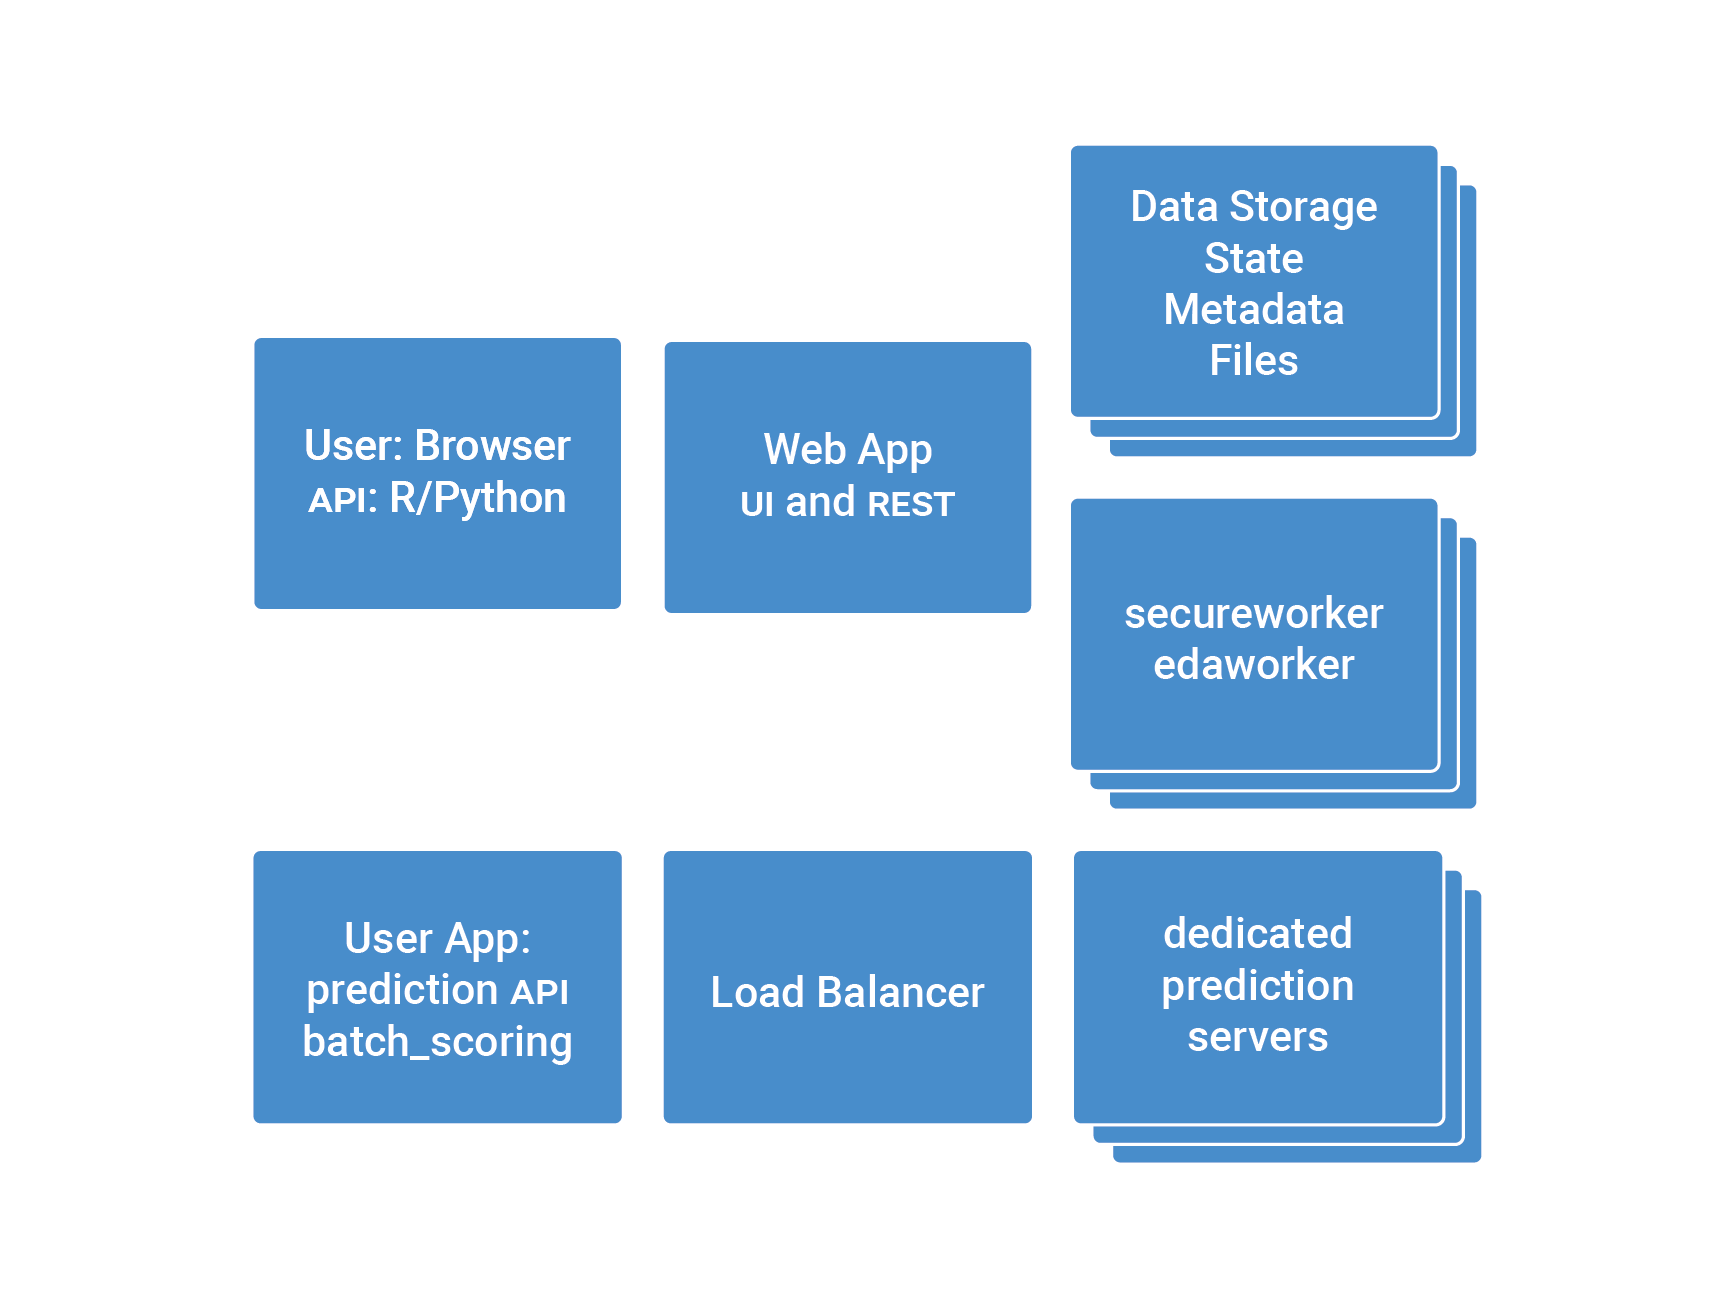 Data Storage
State
Metadata
Files
User: Browser
API: R/Python
Web App
UI and REST
secureworker
edaworker
User App:
prediction API
batch_scoring
Load Balancer
dedicated
prediction
servers